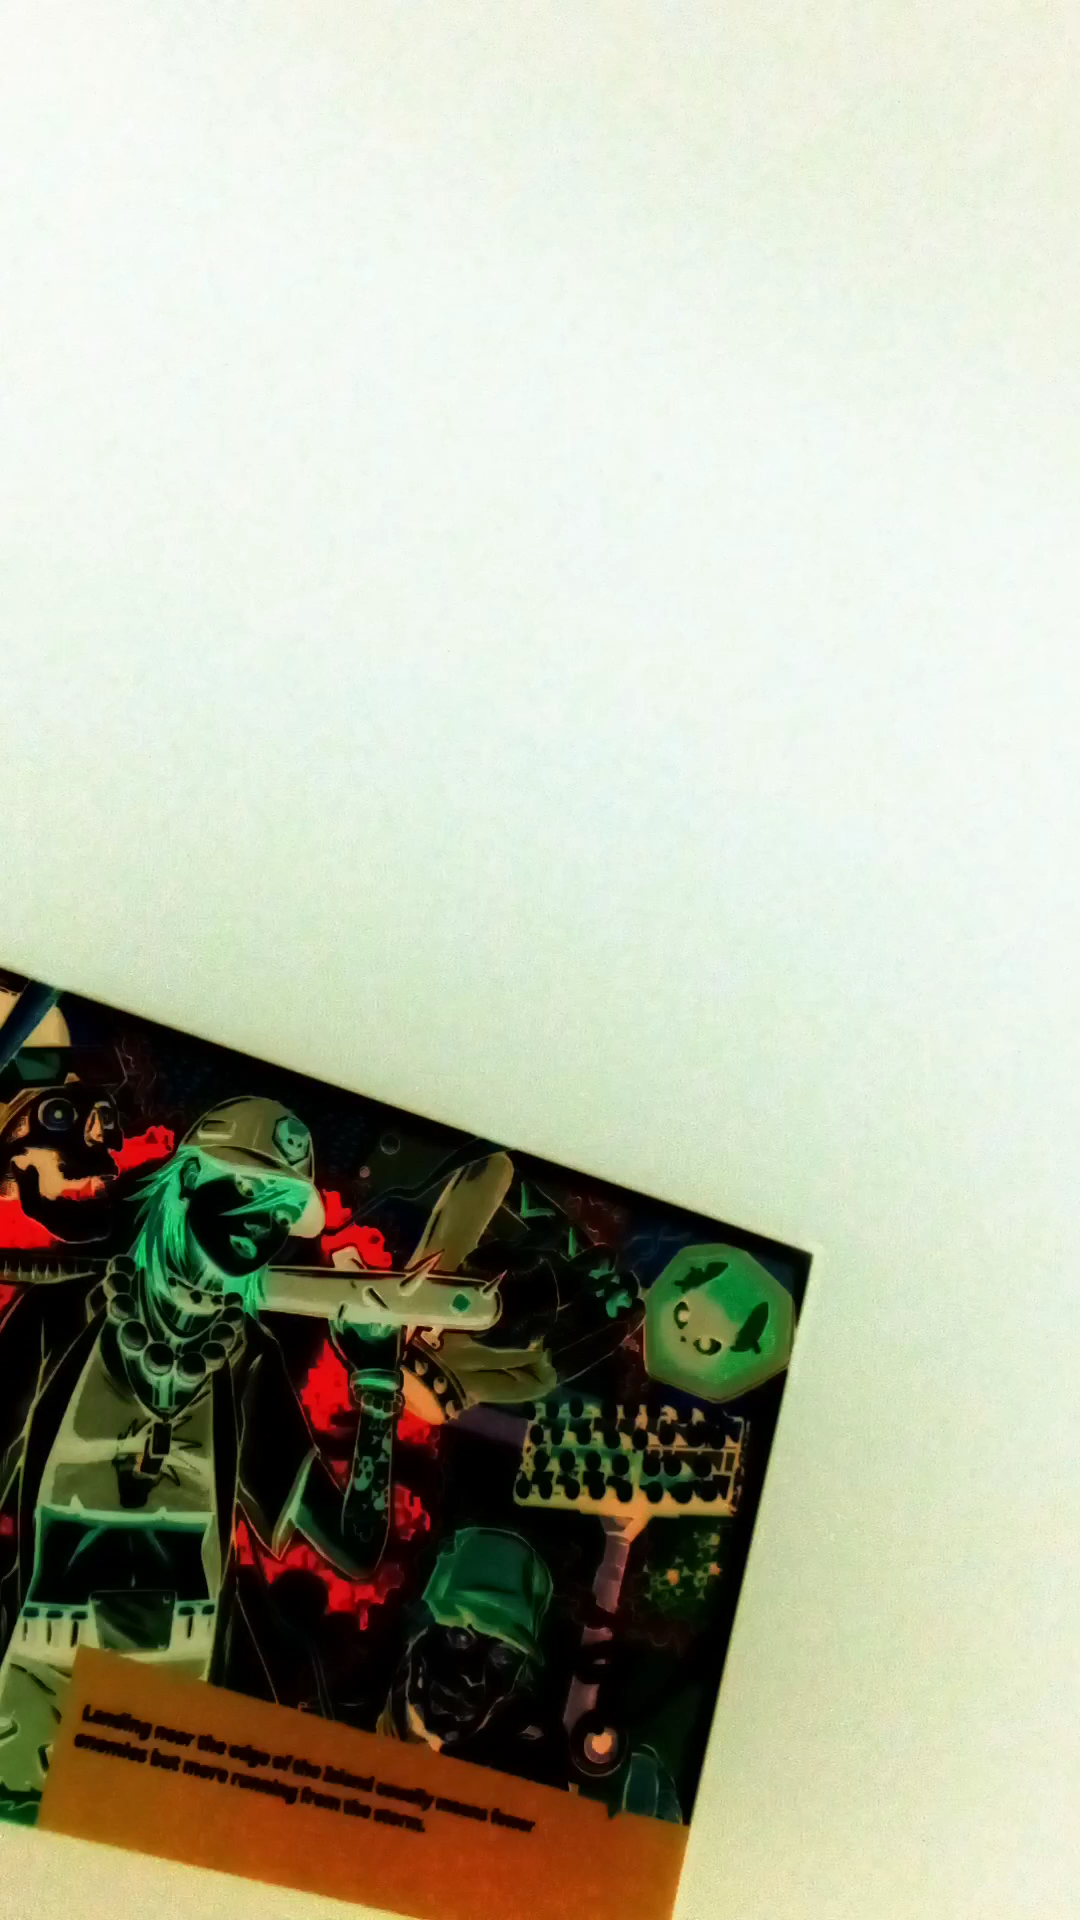 Landing near the edge of the island usually means fewer
enemies but more running from the storm.